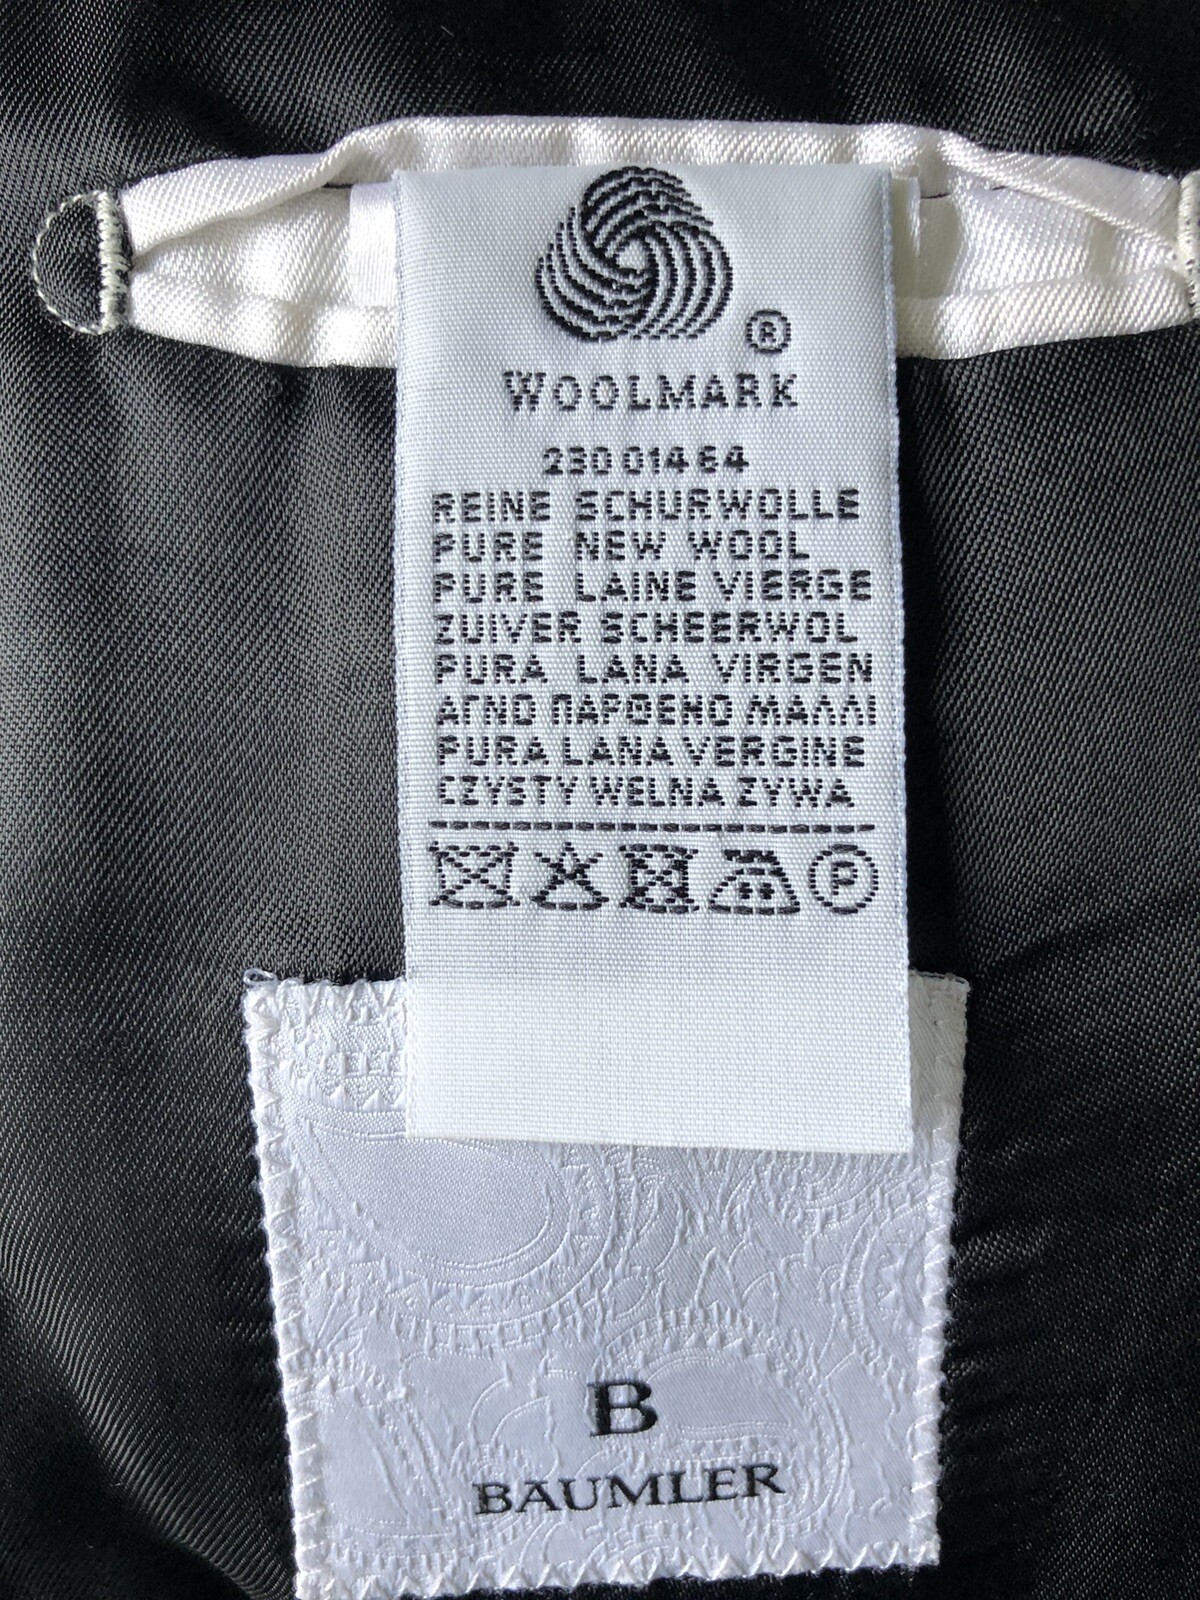 ®
WOOLMARK
230 014 64
REINE SCHURWOLLE
PURE NEW WOOL
PURE LAINE VIERGE
ZUIVER SCHEERWOL
PURA LANA VIRGEN
ΑΓΝΟ ΠΑΡΘΕΝΟ ΜΑΛΛΙ
PURA LANA VERGINE
CZYSTY WELNA ZYWA
P
B
BÄUMLER